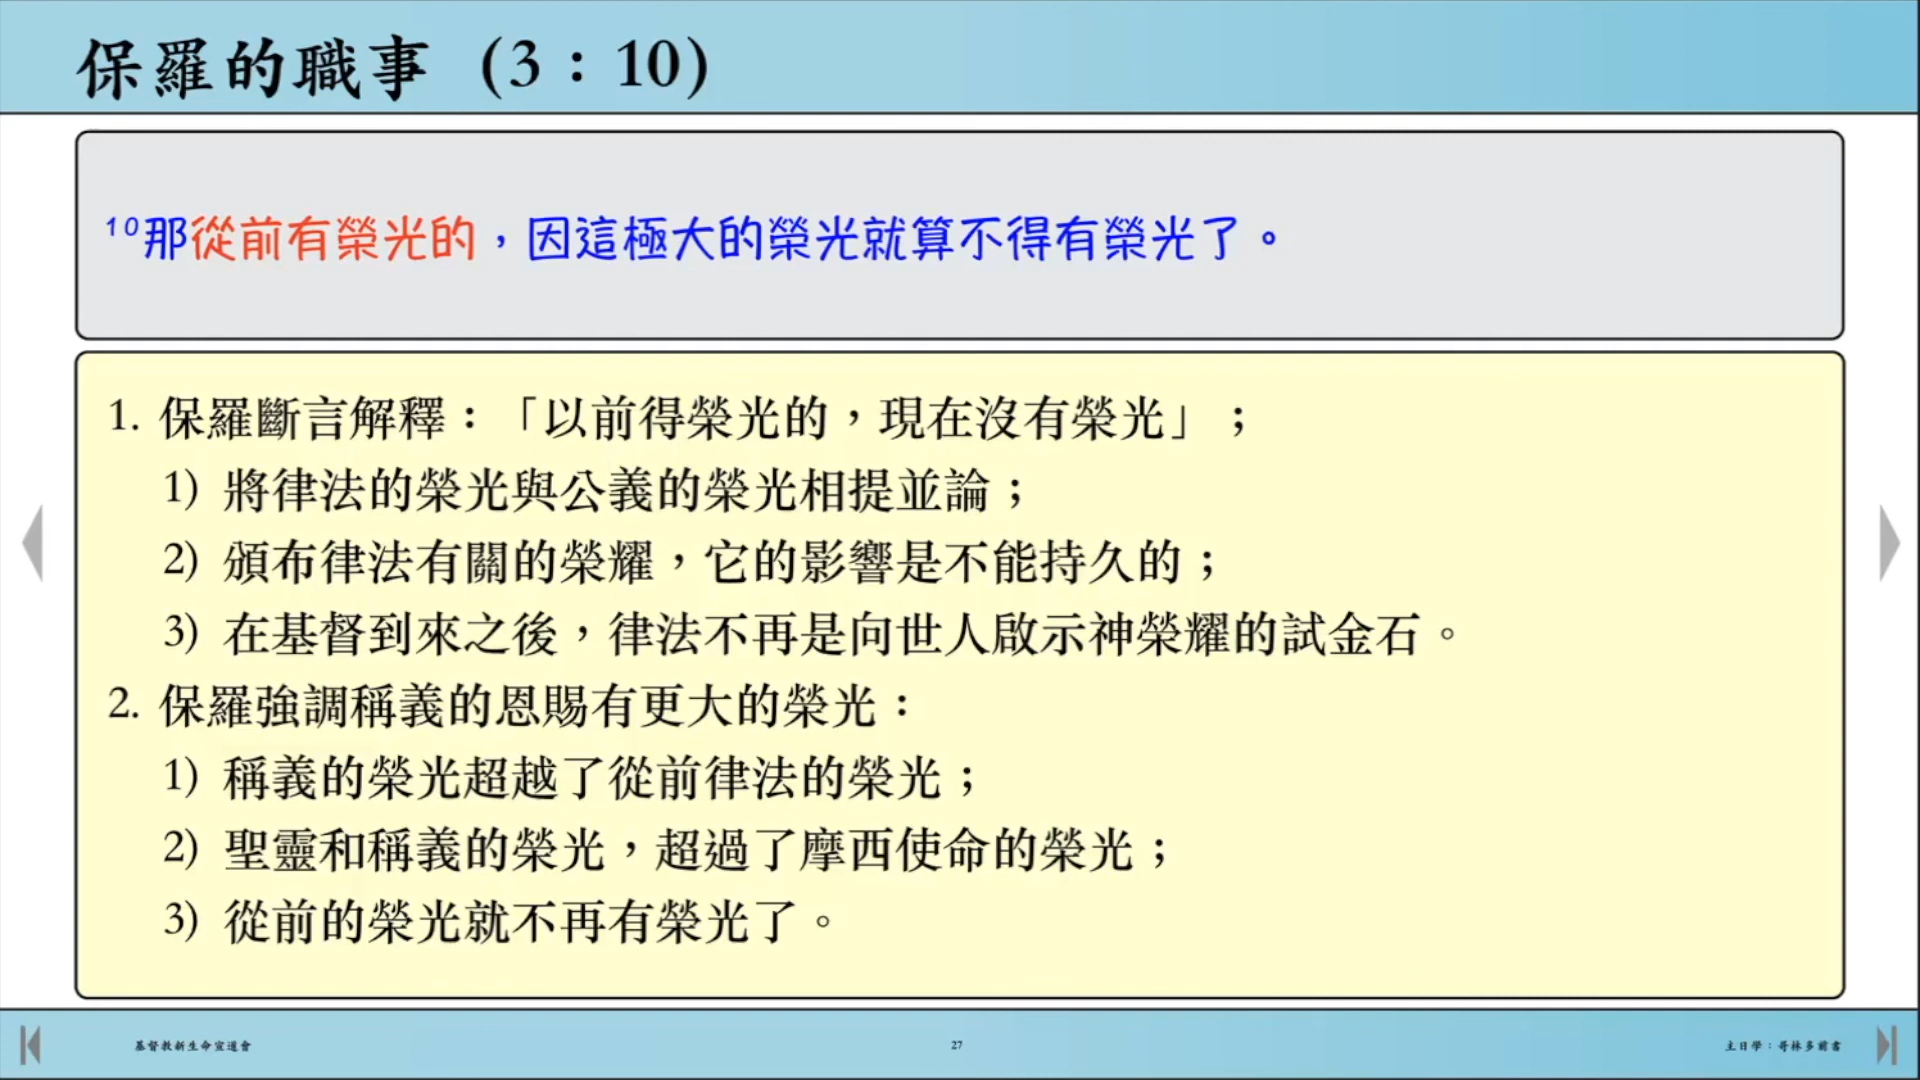 保羅的職事 (3：10)
10那從前有榮光的，因這極大的榮光就算不得有榮光了。
1. 保羅斷言解釋：「以前得榮光的，現在沒有榮光」；
1) 將律法的榮光與公義的榮光相提並論；
2) 頒布律法有關的榮耀，它的影響是不能持久的；
3) 在基督到來之後，律法不再是向世人啟示神榮耀的試金石。
2. 保羅強調稱義的恩賜有更大的榮光：
1) 稱義的榮光超越了從前律法的榮光；
2) 聖靈和稱義的榮光，超過了摩西使命的榮光；
3) 從前的榮光就不再有榮光了。
基督教新生命宣道會
27
主日學：哥林多前書